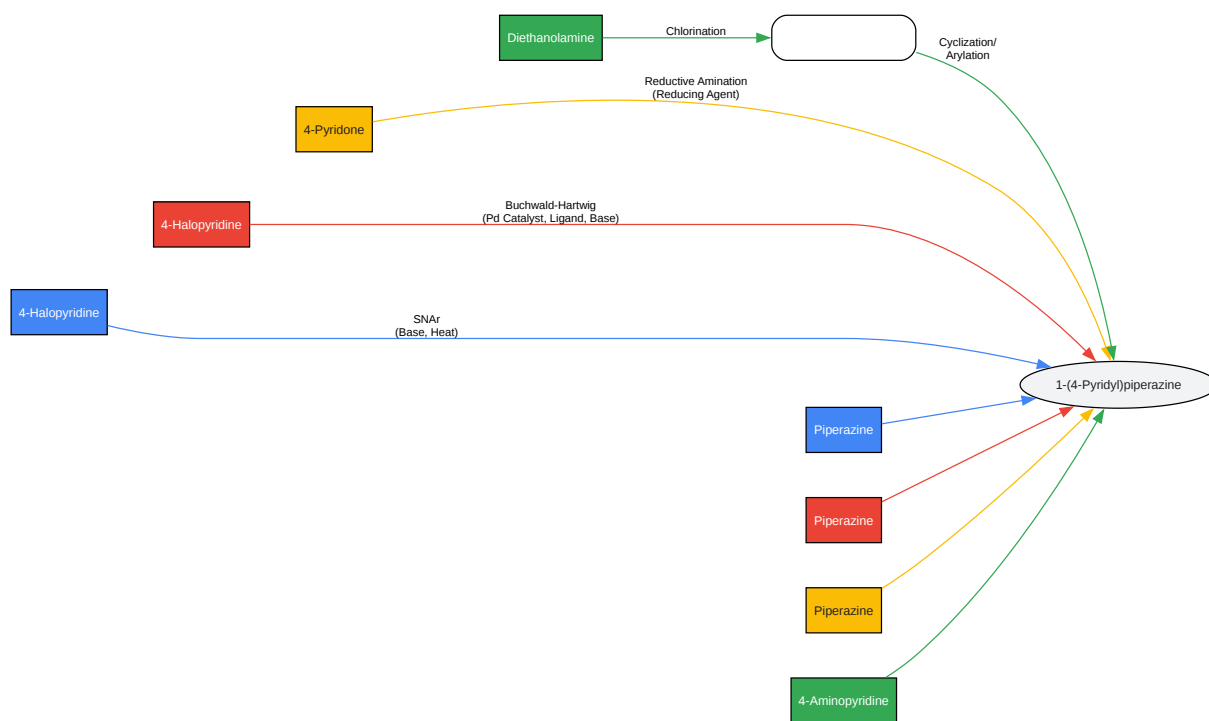 Diethanolamine
Chlorination
Cyclization/
Arylation
Reductive Amination
(Reducing Agent)
4-Pyridone
Buchwald-Hartwig
(Pd Catalyst, Ligand, Base)
4-Halopyridine
4-Halopyridine
SNAr
(Base, Heat)
1-(4-Pyridyl)piperazine
Piperazine
Piperazine
Piperazine
4-Aminopyridine